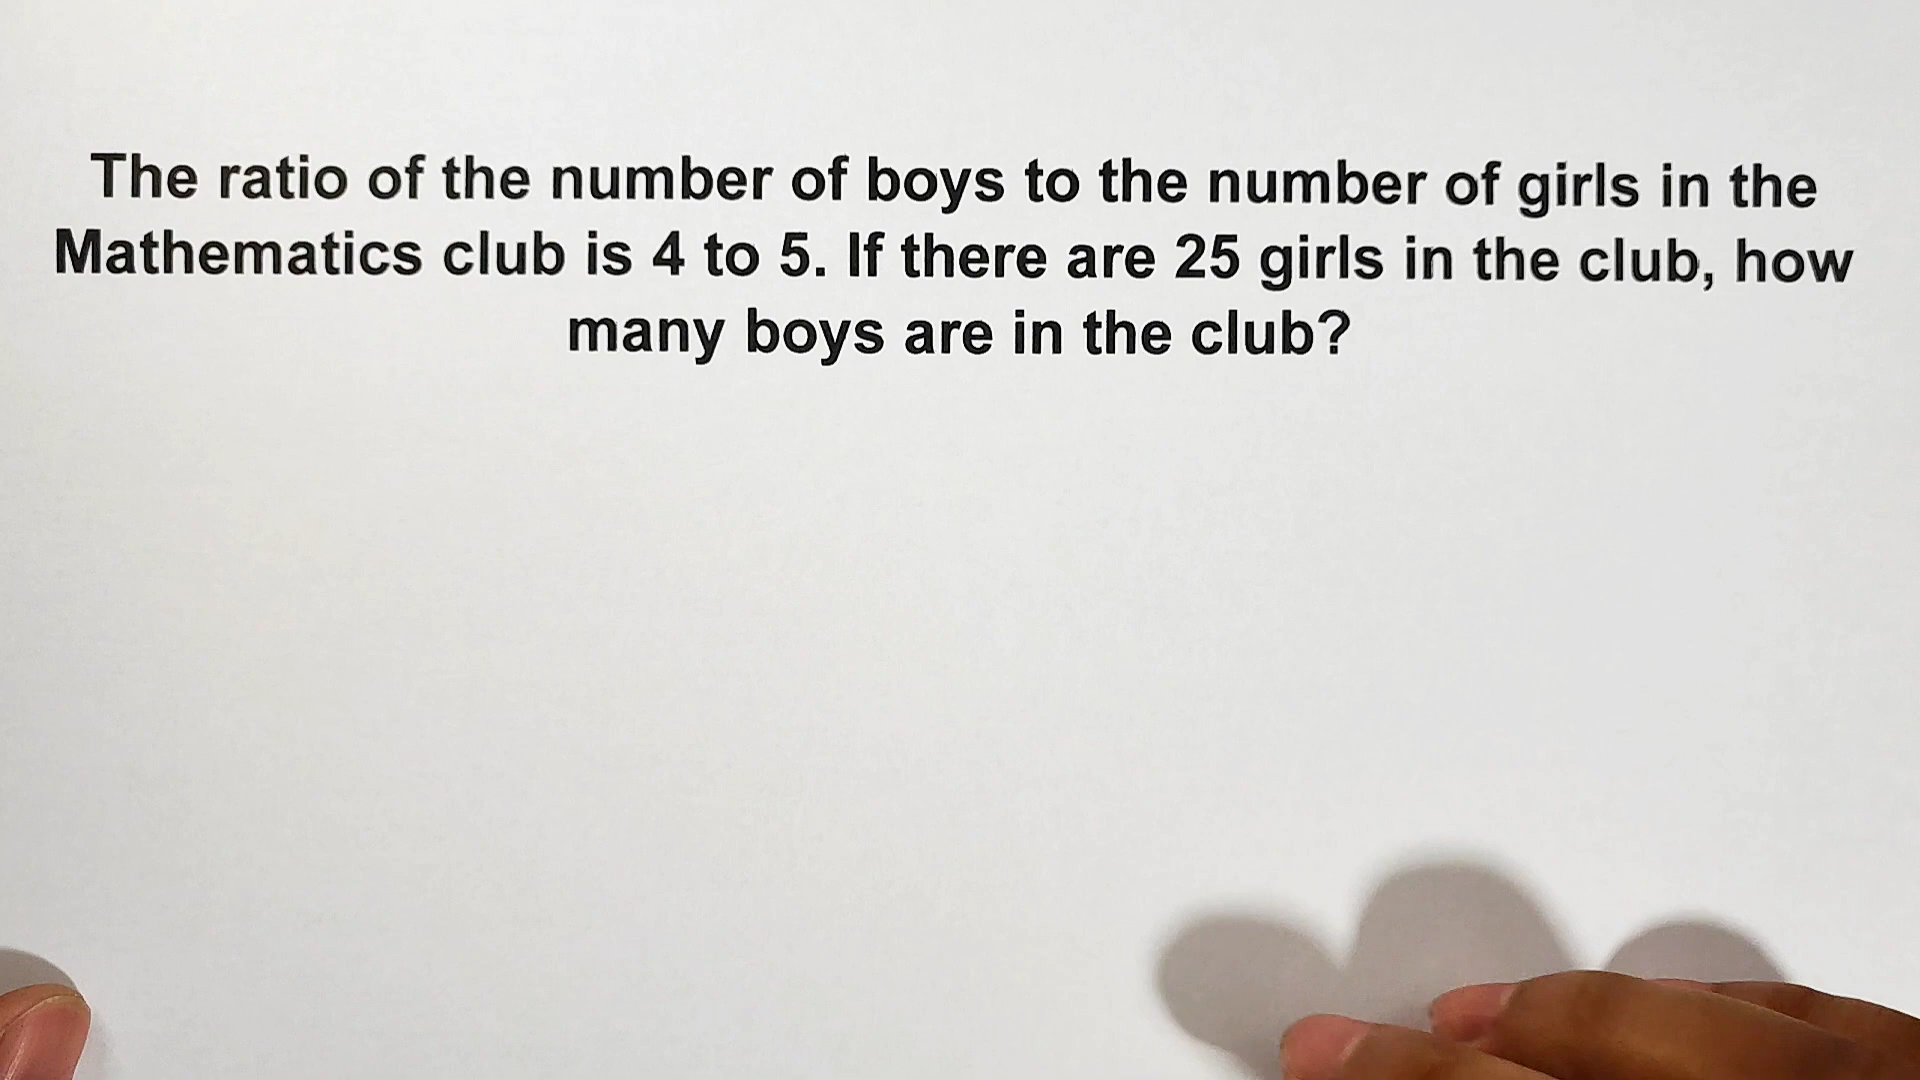 The ratio of the number of boys to the number of girls in the
Mathematics club is 4 to 5. If there are 25 girls in the club, how
many boys are in the club?